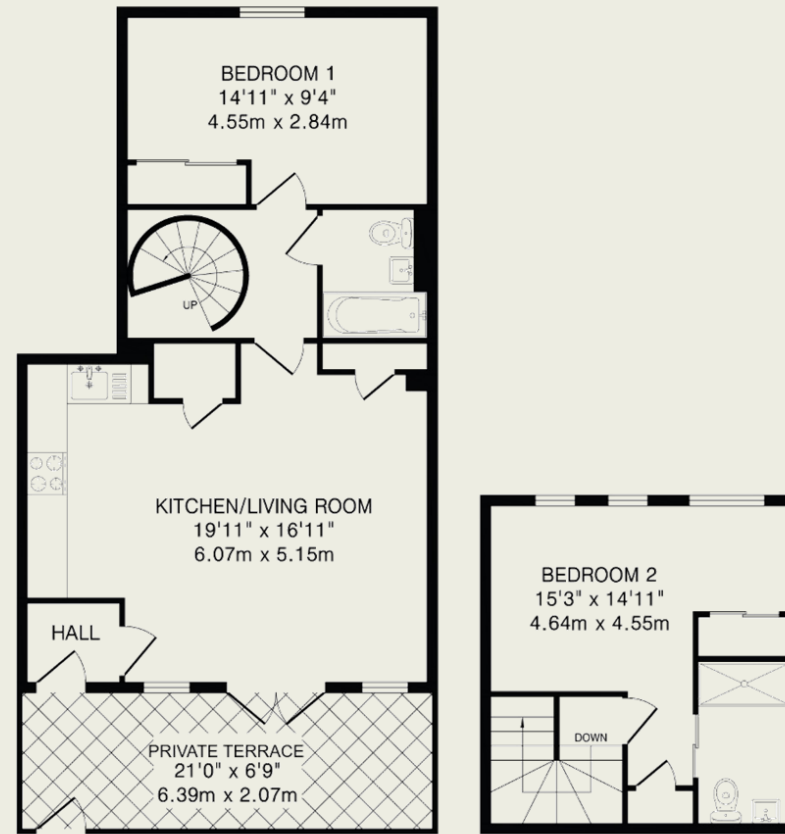 BEDROOM 1
14'11" x 9'4"
4.55m x 2.84m
UP
KITCHEN/LIVING ROOM
19'11" x 16'11"
6.07m x 5.15m
HALL
PRIVATE TERRACE
21'0" x 6'9"
6.39m x 2.07m
BEDROOM 2
15'3" x 14'11"
4.64m x 4.55m
DOWN